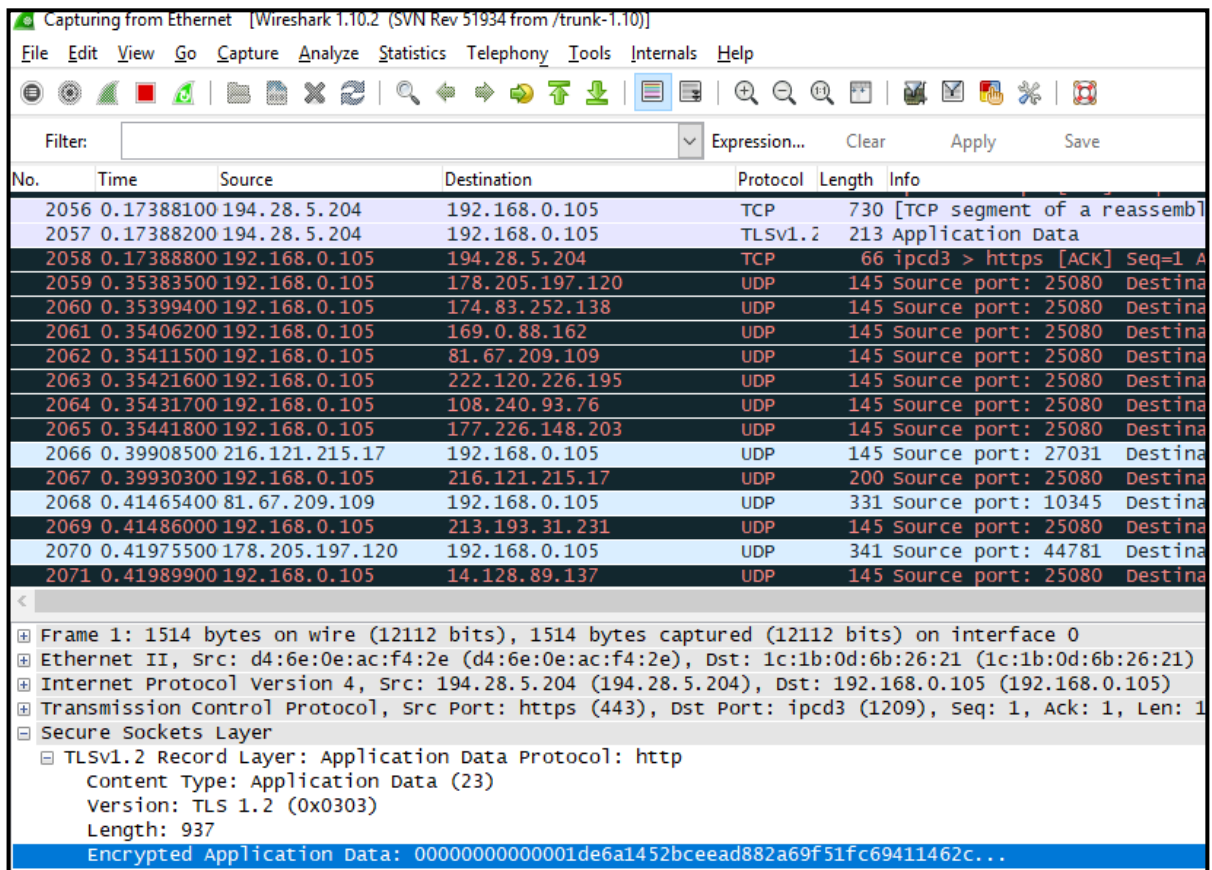 Capturing from Ethernet [Wireshark 1.10.2 (SVN Rev 51934 from /trunk-1.10)]
File Edit View Go Capture Analyze Statistics Telephony Tools Internals Help
Filter: Expression... Clear Apply Save
No. Time Source Destination Protocol Length Info
2056 0.17388100 194.28.5.204 192.168.0.105 TCP 730 [TCP segment of a reassembl
2057 0.17388200 194.28.5.204 192.168.0.105 TLSv1.2 213 Application Data
2058 0.17388800 192.168.0.105 194.28.5.204 TCP 66 ipcd3 > https [ACK] Seq=1 A
2059 0.35383500 192.168.0.105 178.205.197.120 UDP 145 Source port: 25080 Destina
2060 0.35399400 192.168.0.105 174.83.252.138 UDP 145 Source port: 25080 Destina
2061 0.35406200 192.168.0.105 169.0.88.162 UDP 145 Source port: 25080 Destina
2062 0.35411500 192.168.0.105 81.67.209.109 UDP 145 Source port: 25080 Destina
2063 0.35421600 192.168.0.105 222.120.226.195 UDP 145 Source port: 25080 Destina
2064 0.35431700 192.168.0.105 108.240.93.76 UDP 145 Source port: 25080 Destina
2065 0.35441800 192.168.0.105 177.226.148.203 UDP 145 Source port: 25080 Destina
2066 0.39908500 216.121.215.17 192.168.0.105 UDP 145 Source port: 27031 Destina
2067 0.39930300 192.168.0.105 216.121.215.17 UDP 200 Source port: 25080 Destina
2068 0.41465400 81.67.209.109 192.168.0.105 UDP 331 Source port: 10345 Destina
2069 0.41486000 192.168.0.105 213.193.31.231 UDP 145 Source port: 25080 Destina
2070 0.41975500 178.205.197.120 192.168.0.105 UDP 341 Source port: 44781 Destina
2071 0.41989900 192.168.0.105 14.128.89.137 UDP 145 Source port: 25080 Destina
Frame 1: 1514 bytes on wire (12112 bits), 1514 bytes captured (12112 bits) on interface 0
Ethernet II, Src: d4:6e:0e:ac:f4:2e (d4:6e:0e:ac:f4:2e), Dst: 1c:1b:0d:6b:26:21 (1c:1b:0d:6b:26:21)
Internet Protocol Version 4, Src: 194.28.5.204 (194.28.5.204), Dst: 192.168.0.105 (192.168.0.105)
Transmission Control Protocol, Src Port: https (443), Dst Port: ipcd3 (1209), Seq: 1, Ack: 1, Len: 1
Secure Sockets Layer
TLSv1.2 Record Layer: Application Data Protocol: http
Content Type: Application Data (23)
Version: TLS 1.2 (0x0303)
Length: 937
Encrypted Application Data: 00000000000001de6a1452bceead882a69f51fc69411462c...